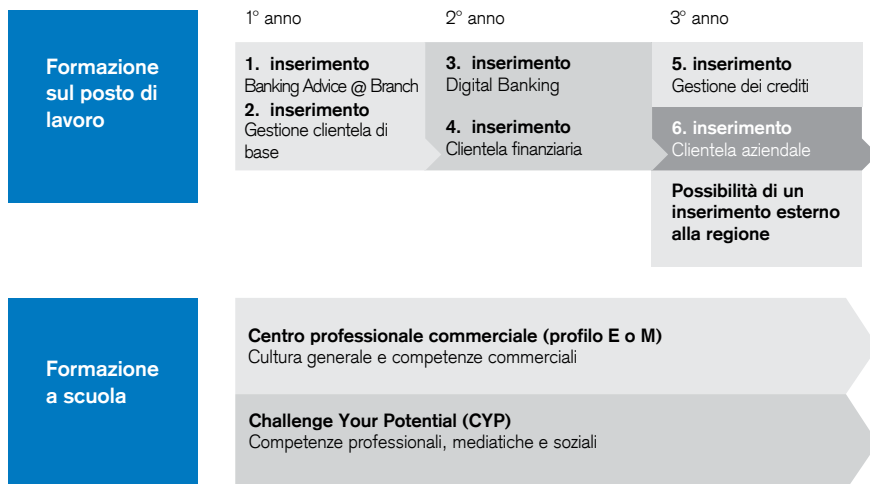 1° anno
2° anno
3° anno
Formazione
sul posto di
lavoro
1. inserimento
Banking Advice @ Branch
2. inserimento
Gestione clientela di
base
3. inserimento
Digital Banking
4. inserimento
Clientela finanziaria
5. inserimento
Gestione dei crediti
6. inserimento
Clientela aziendale
Possibilità di un
inserimento esterno
alla regione
Formazione
a scuola
Centro professionale commerciale (profilo E o M)
Cultura generale e competenze commerciali
Challenge Your Potential (CYP)
Competenze professionali, mediatiche e sociali